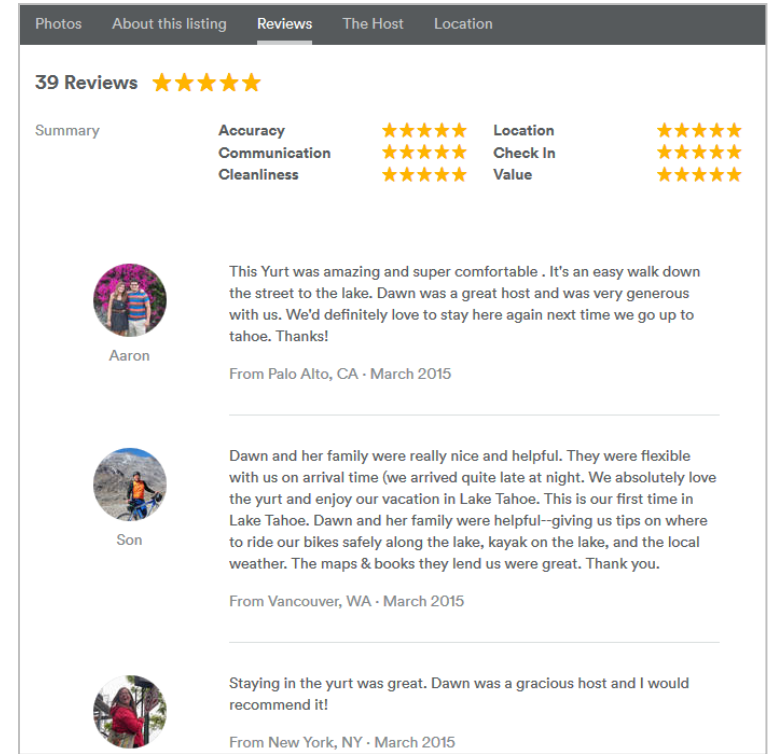 Photos About this listing Reviews The Host Location
39 Reviews
Summary Accuracy Location
Communication Check In
Cleanliness Value
This Yurt was amazing and super comfortable . It's an easy walk down
the street to the lake. Dawn was a great host and was very generous
with us. We'd definitely love to stay here again next time we go up to
tahoe. Thanks!
Aaron
From Palo Alto, CA · March 2015
Dawn and her family were really nice and helpful. They were flexible
with us on arrival time (we arrived quite late at night. We absolutely love
the yurt and enjoy our vacation in Lake Tahoe. This is our first time in
Lake Tahoe. Dawn and her family were helpful--giving us tips on where
Son
to ride our bikes safely along the lake, kayak on the lake, and the local
weather. The maps & books they lend us were great. Thank you.
From Vancouver, WA · March 2015
Staying in the yurt was great. Dawn was a gracious host and I would
recommend it!
From New York, NY · March 2015